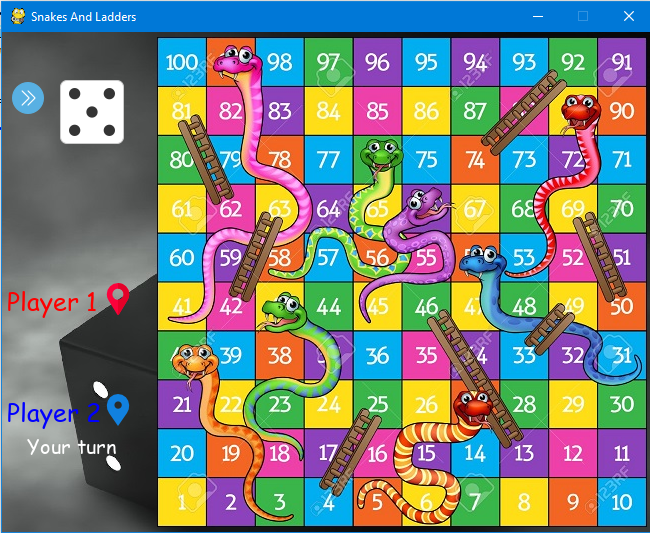 Snakes And Ladders
100 98 97 96 95 94 93 92 91
81 82 83 84 85 86 87 90
80 79 78 77 75 74 73 72 71
61 62 63 64 65 67 68 69 70
60 59 58 57 56 55 53 52 51
Player 1
41 42 44 45 46 47 48 49 50
39 38 36 35 33 32 31
Player 2
21 22 23 24 25 26 28 29 30
Your turn
20 19 18 17 16 15 14 13 12 11
1 2 3 4 5 6 7 8 9 10
123RF